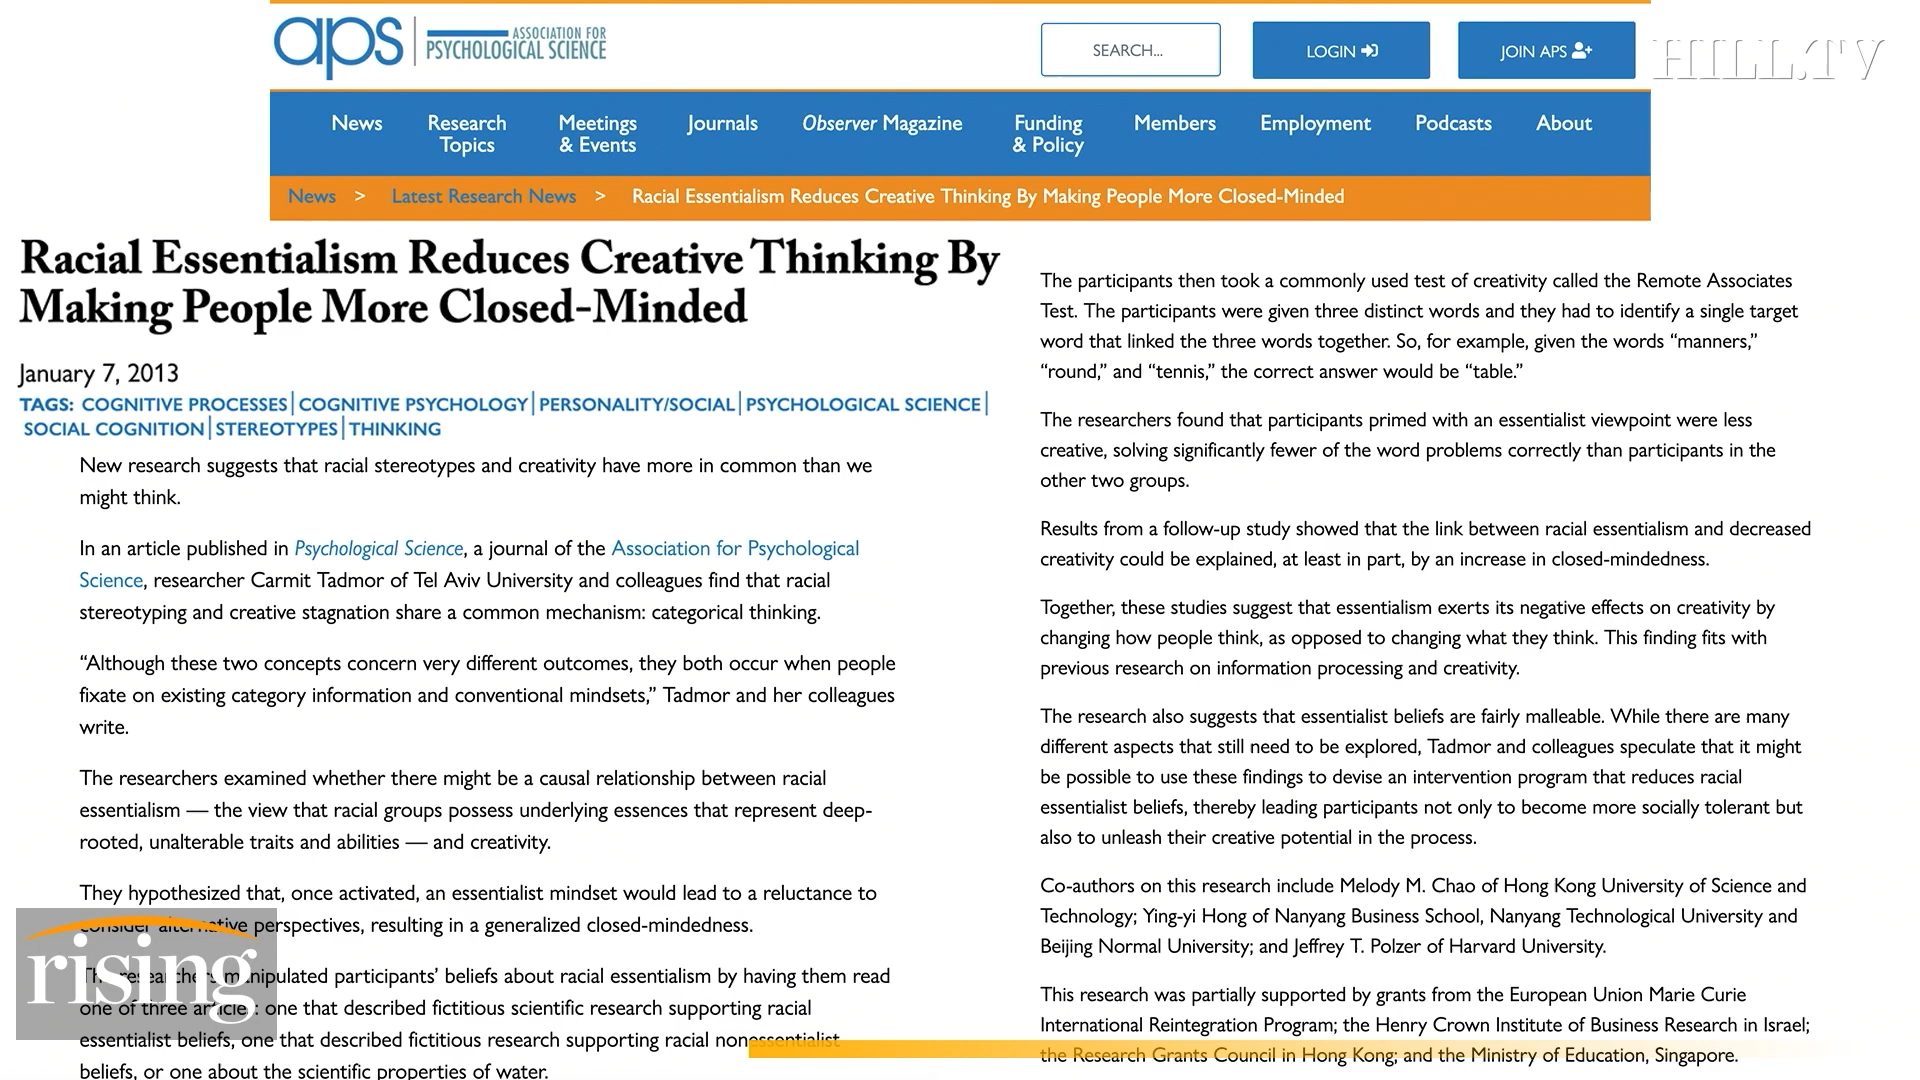 aps
ASSOCIATION FOR
PSYCHOLOGICAL SCIENCE
SEARCH...
LOGIN
JOIN APS
HILL.TV
News
Research
Topics
Meetings
& Events
Journals
Observer Magazine
Funding
& Policy
Members
Employment
Podcasts
About
News > Latest Research News > Racial Essentialism Reduces Creative Thinking By Making People More Closed-Minded
Racial Essentialism Reduces Creative Thinking By
Making People More Closed-Minded
January 7, 2013
TAGS: COGNITIVE PROCESSES | COGNITIVE PSYCHOLOGY | PERSONALITY/SOCIAL | PSYCHOLOGICAL SCIENCE |
SOCIAL COGNITION | STEREOTYPES | THINKING
New research suggests that racial stereotypes and creativity have more in common than we
might think.
In an article published in Psychological Science, a journal of the Association for Psychological
Science, researcher Carmit Tadmor of Tel Aviv University and colleagues find that racial
stereotyping and creative stagnation share a common mechanism: categorical thinking.
“Although these two concepts concern very different outcomes, they both occur when people
fixate on existing category information and conventional mindsets,” Tadmor and her colleagues
write.
The researchers examined whether there might be a causal relationship between racial
essentialism — the view that racial groups possess underlying essences that represent deep-
rooted, unalterable traits and abilities — and creativity.
They hypothesized that, once activated, an essentialist mindset would lead to a reluctance to
consider alternative perspectives, resulting in a generalized closed-mindedness.
The researchers manipulated participants’ beliefs about racial essentialism by having them read
one of three articles: one that described fictitious scientific research supporting racial
essentialist beliefs, one that described fictitious research supporting racial nonessentialist
beliefs, or one about the scientific properties of water.
rising
The participants then took a commonly used test of creativity called the Remote Associates
Test. The participants were given three distinct words and they had to identify a single target
word that linked the three words together. So, for example, given the words “manners,”
“round,” and “tennis,” the correct answer would be “table.”
The researchers found that participants primed with an essentialist viewpoint were less
creative, solving significantly fewer of the word problems correctly than participants in the
other two groups.
Results from a follow-up study showed that the link between racial essentialism and decreased
creativity could be explained, at least in part, by an increase in closed-mindedness.
Together, these studies suggest that essentialism exerts its negative effects on creativity by
changing how people think, as opposed to changing what they think. This finding fits with
previous research on information processing and creativity.
The research also suggests that essentialist beliefs are fairly malleable. While there are many
different aspects that still need to be explored, Tadmor and colleagues speculate that it might
be possible to use these findings to devise an intervention program that reduces racial
essentialist beliefs, thereby leading participants not only to become more socially tolerant but
also to unleash their creative potential in the process.
Co-authors on this research include Melody M. Chao of Hong Kong University of Science and
Technology; Ying-yi Hong of Nanyang Business School, Nanyang Technological University and
Beijing Normal University; and Jeffrey T. Polzer of Harvard University.
This research was partially supported by grants from the European Union Marie Curie
International Reintegration Program; the Henry Crown Institute of Business Research in Israel;
the Research Grants Council in Hong Kong; and the Ministry of Education, Singapore.